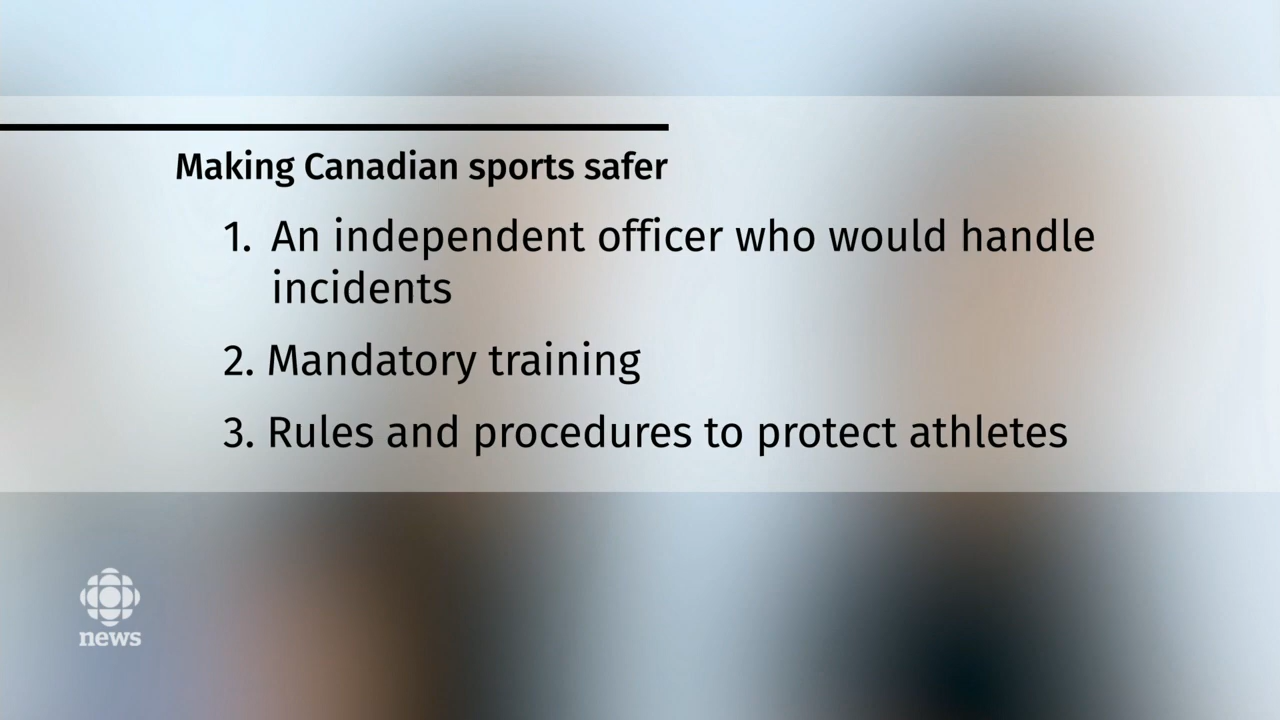 Making Canadian sports safer
1. An independent officer who would handle
incidents
2. Mandatory training
3. Rules and procedures to protect athletes
news